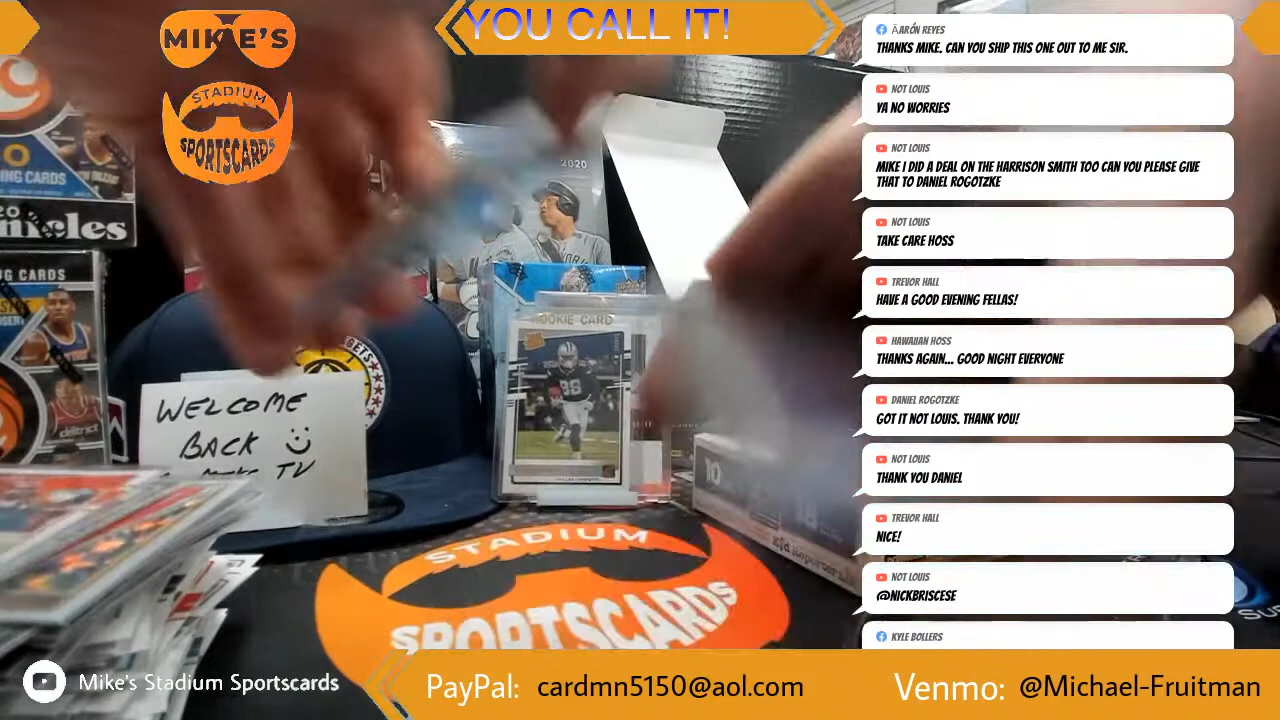 YOU CALL IT!
MIKE'S
STADIUM
SPORTSCARDS
2020
CARDS
WELCOME
BACK
TV
ROOKIE CARD
88
10
18
STADIUM
SPORTSCARDS
AARÓN REYES
THANKS MIKE. CAN YOU SHIP THIS ONE OUT TO ME SIR.
NOT LOUIS
YA NO WORRIES
NOT LOUIS
MIKE I DID A DEAL ON THE HARRISON SMITH TOO CAN YOU PLEASE GIVE
THAT TO DANIEL ROGOTZKE
NOT LOUIS
TAKE CARE HOSS
TREVOR HALL
HAVE A GOOD EVENING FELLAS!
HAWAIIAN HOSS
THANKS AGAIN... GOOD NIGHT EVERYONE
DANIEL ROGOTZKE
GOT IT NOT LOUIS. THANK YOU!
NOT LOUIS
THANK YOU DANIEL
TREVOR HALL
NICE!
NOT LOUIS
@NICKBRISCESE
KYLE BOLLERS
Mike's Stadium Sportscards
PayPal: cardmn5150@aol.com
Venmo: @Michael-Fruitman